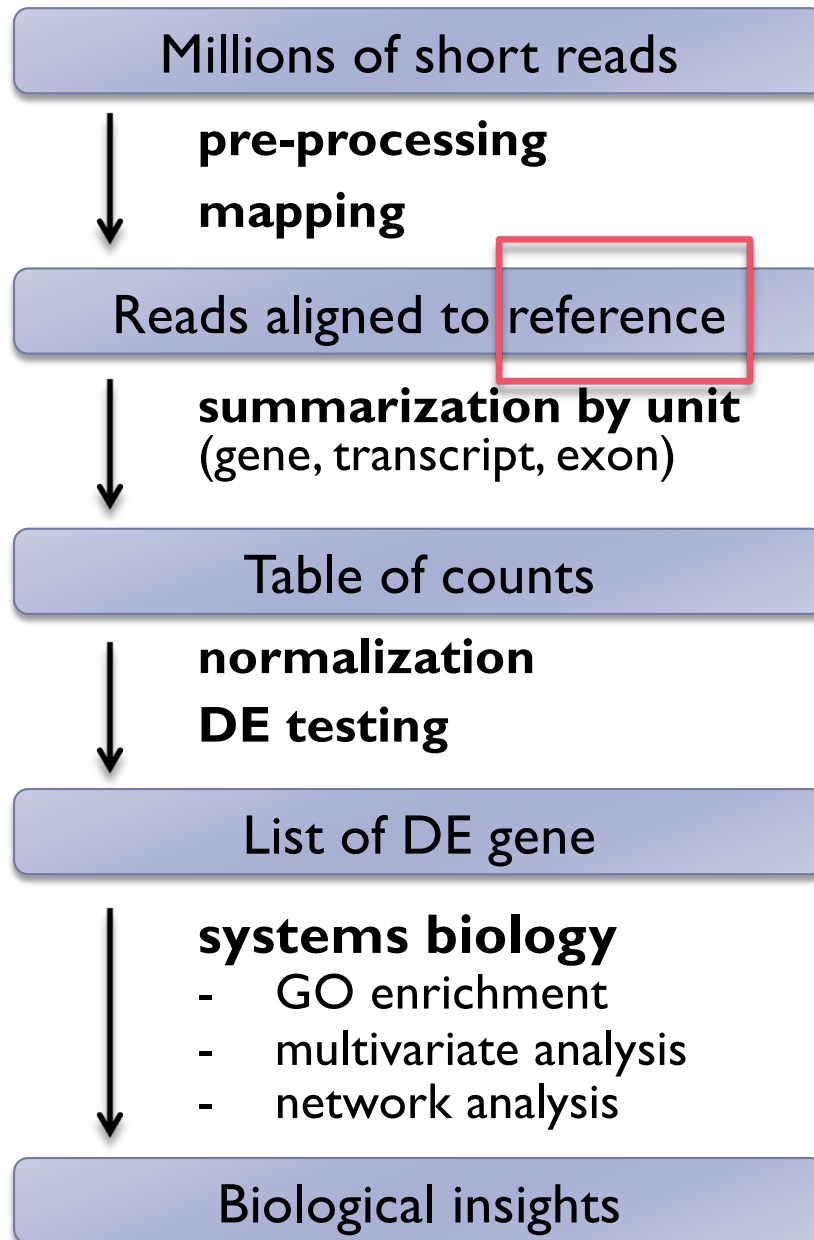 Millions of short reads
pre-processing
mapping
Reads aligned to reference
summarization by unit
(gene, transcript, exon)
Table of counts
normalization
DE testing
List of DE gene
systems biology
- GO enrichment
- multivariate analysis
- network analysis
Biological insights